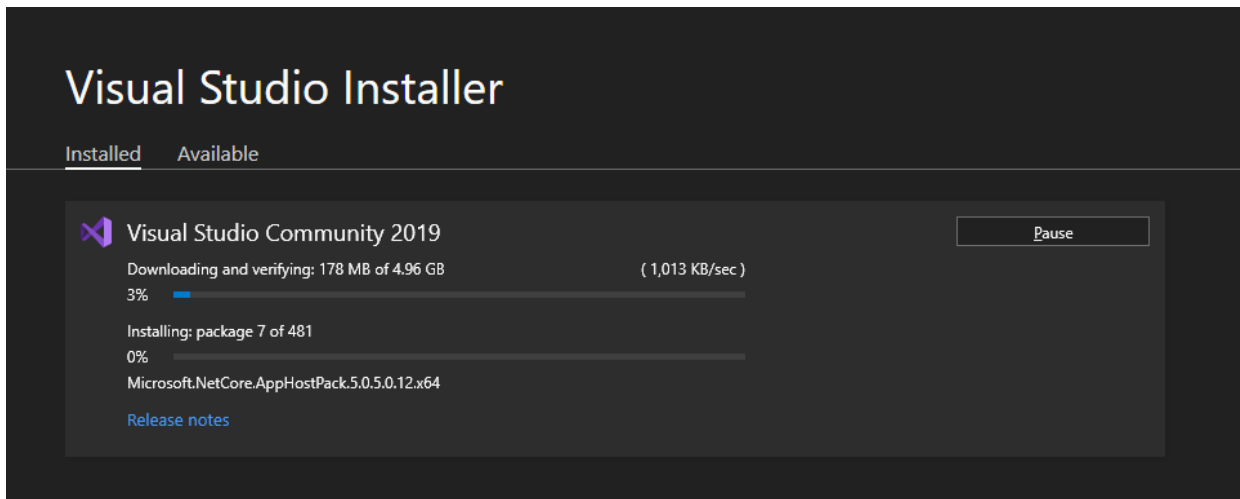 Visual Studio Installer
Installed Available
Visual Studio Community 2019 Pause
Downloading and verifying: 178 MB of 4.96 GB ( 1,013 KB/sec )
3%
Installing: package 7 of 481
0%
Microsoft.NetCore.AppHostPack.5.0.5.0.12.x64
Release notes